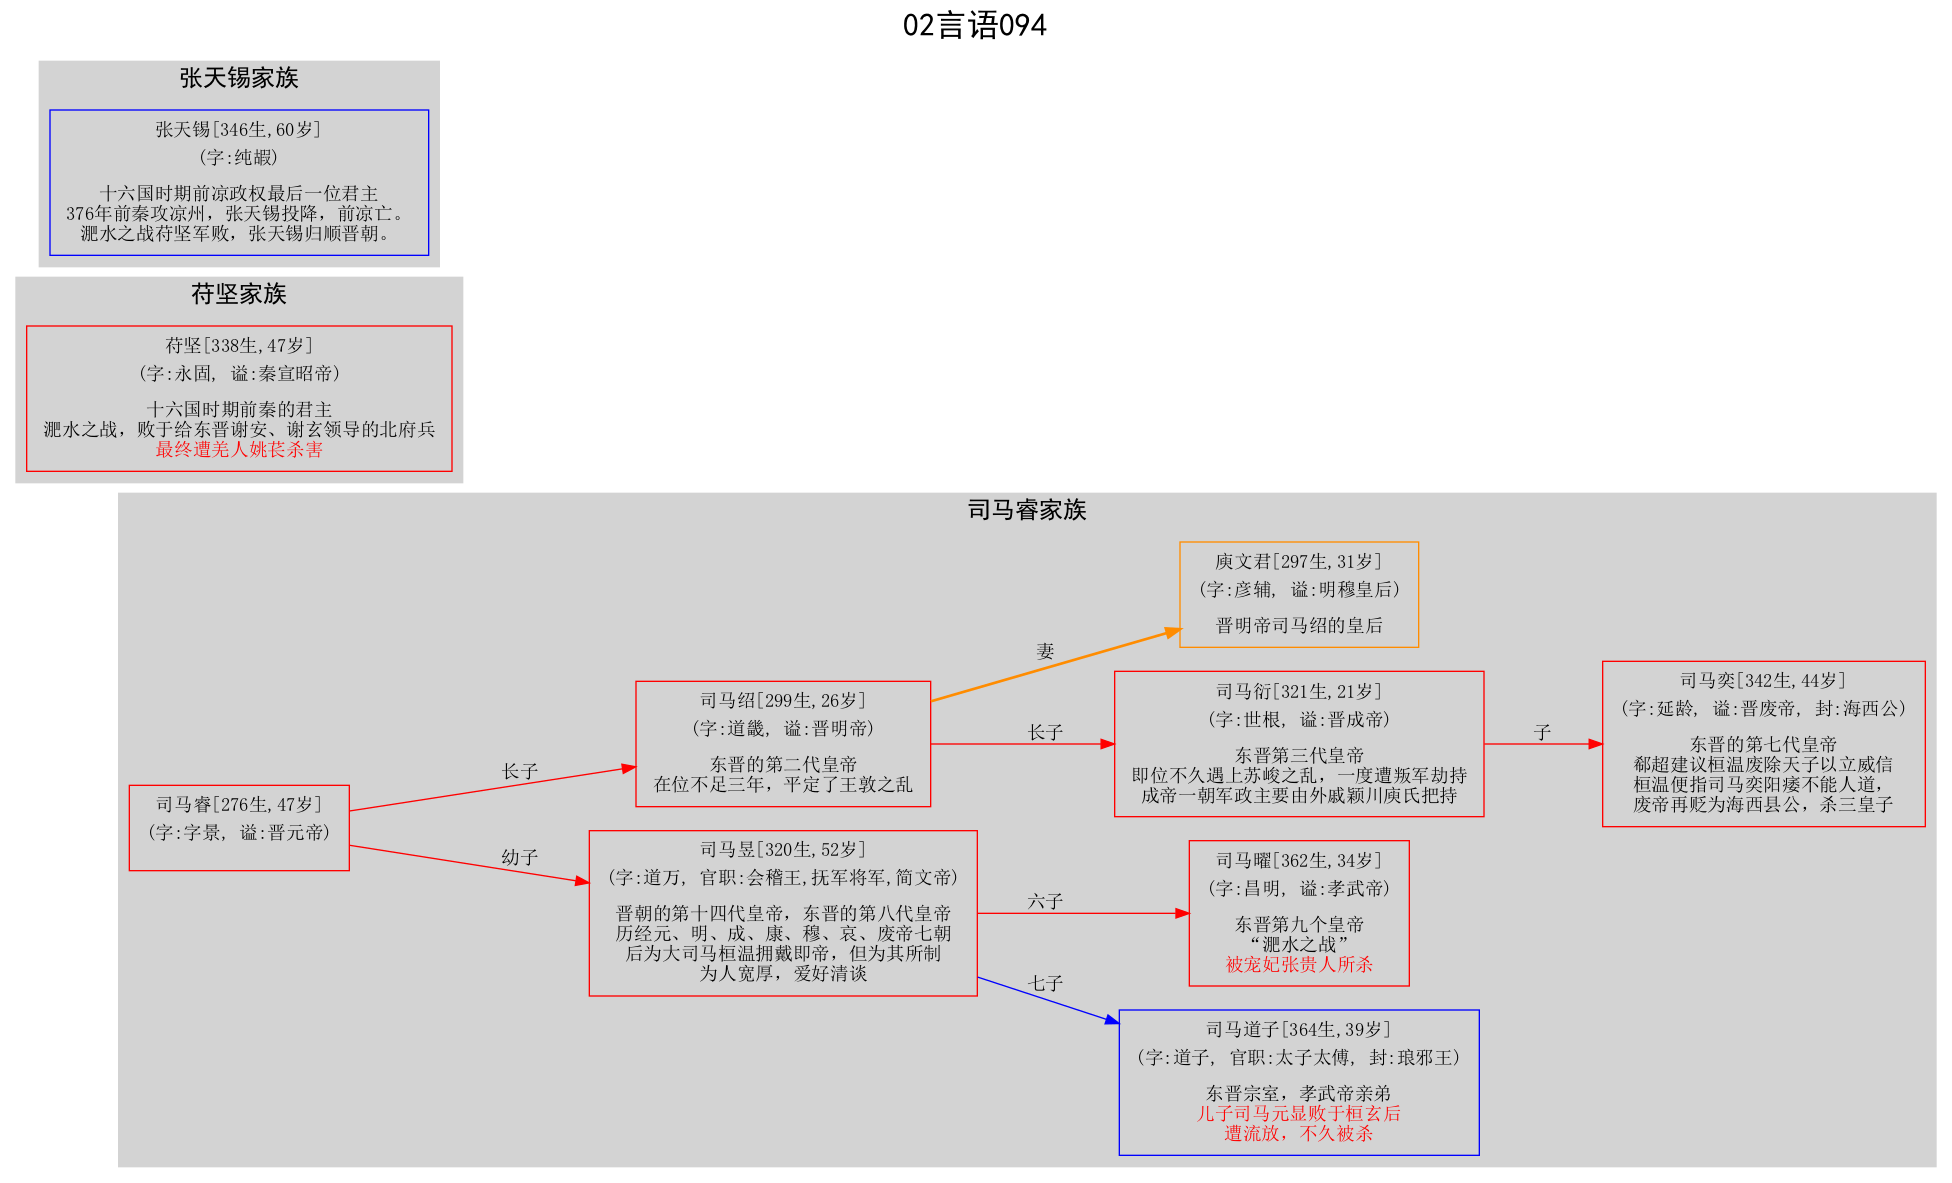 02言语094
张天锡家族
张天锡[346生,60岁]
(字:纯嘏)
十六国时期前凉政权最后一位君主
376年前秦攻凉州，张天锡投降，前凉亡。
淝水之战苻坚军败，张天锡归顺晋朝。
苻坚家族
苻坚[338生,47岁]
(字:永固, 谥:秦宣昭帝)
十六国时期前秦的君主
淝水之战，败于给东晋谢安、谢玄领导的北府兵
最终遭羌人姚苌杀害
司马睿家族
司马睿[276生,47岁]
(字:字景, 谥:晋元帝)
长子
幼子
司马绍[299生,26岁]
(字:道畿, 谥:晋明帝)
东晋的第二代皇帝
在位不足三年，平定了王敦之乱
司马昱[320生,52岁]
(字:道万, 官职:会稽王,抚军将军,简文帝)
晋朝的第十四代皇帝，东晋的第八代皇帝
历经元、明、成、康、穆、哀、废帝七朝
后为大司马桓温拥戴即帝，但为其所制
为人宽厚，爱好清谈
妻
长子
六子
七子
庾文君[297生,31岁]
(字:彦辅, 谥:明穆皇后)
晋明帝司马绍的皇后
司马衍[321生,21岁]
(字:世根, 谥:晋成帝)
东晋第三代皇帝
即位不久遇上苏峻之乱，一度遭叛军劫持
成帝一朝军政主要由外戚颍川庾氏把持
司马曜[362生,34岁]
(字:昌明, 谥:孝武帝)
东晋第九个皇帝
“淝水之战”
被宠妃张贵人所杀
司马道子[364生,39岁]
(字:道子, 官职:太子太傅, 封:琅邪王)
东晋宗室，孝武帝亲弟
儿子司马元显败于桓玄后
遭流放，不久被杀
子
司马奕[342生,44岁]
(字:延龄, 谥:晋废帝, 封:海西公)
东晋的第七代皇帝
郗超建议桓温废除天子以立威信
桓温便指司马奕阳痿不能人道，
废帝再贬为海西县公，杀三皇子